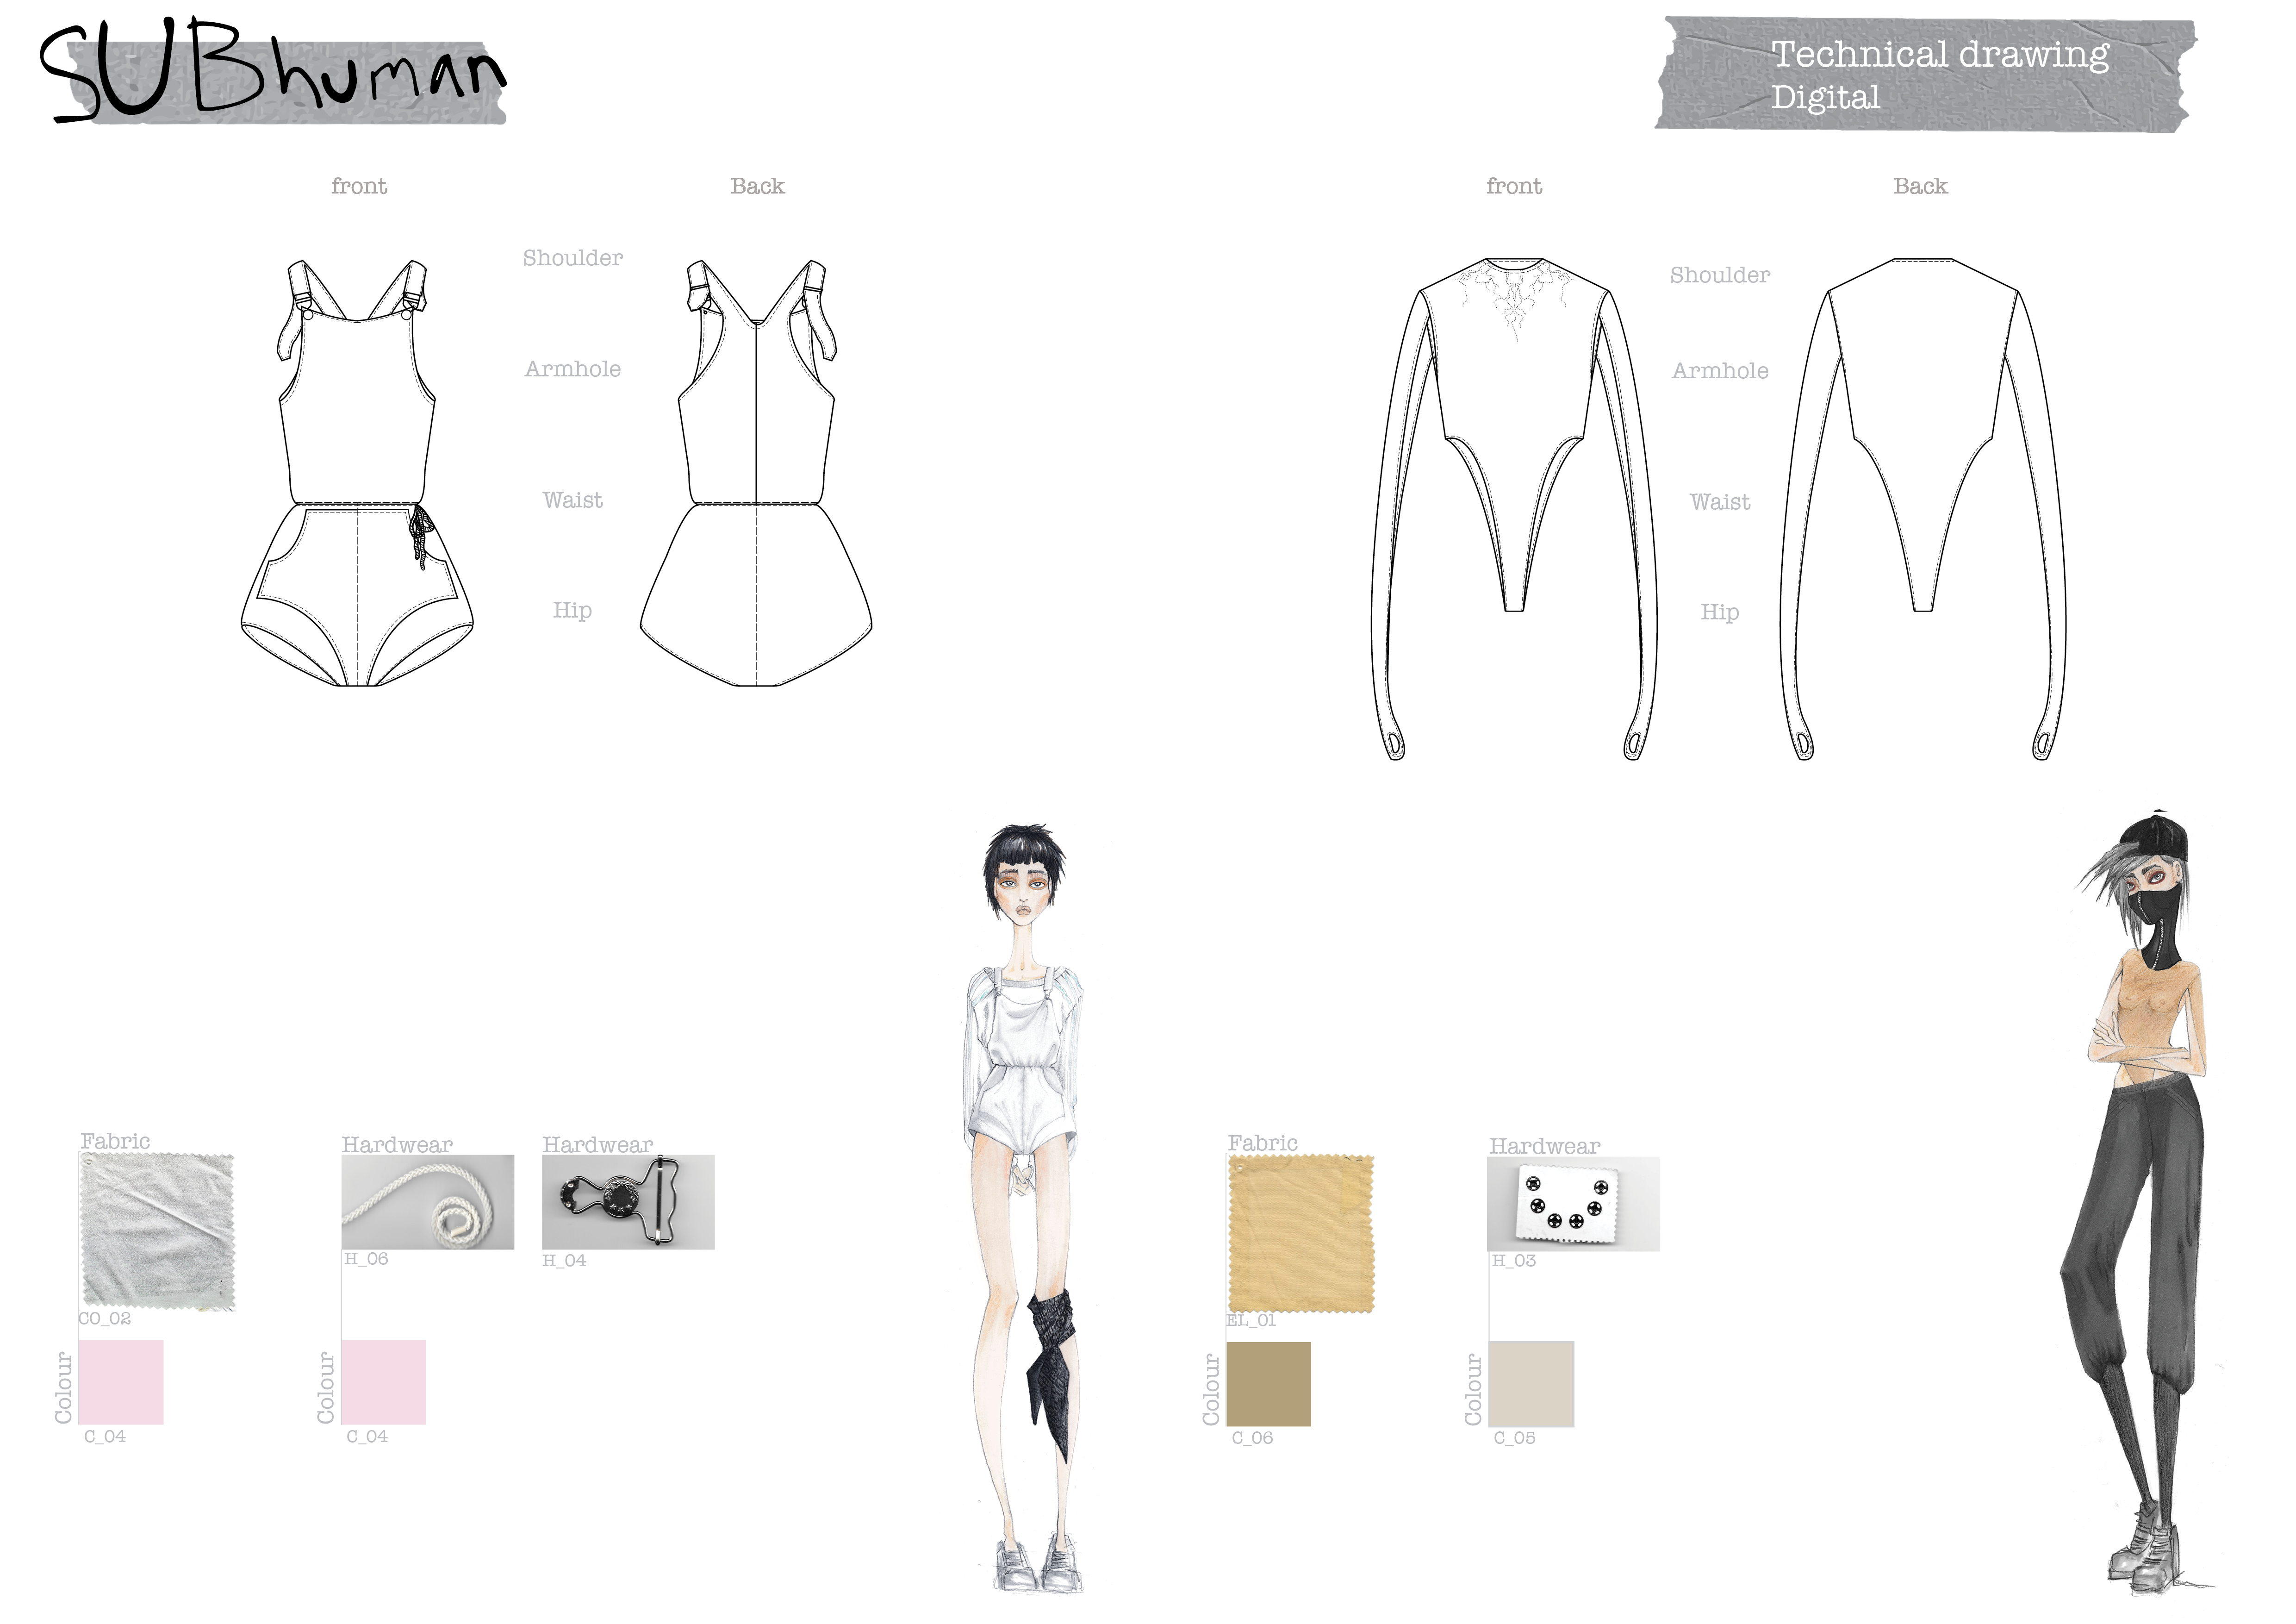 SUBhuman
Technical drawing
Digital
front
Back
front
Back
Shoulder
Armhole
Waist
Hip
Shoulder
Armhole
Waist
Hip
Fabric
CO_02
Colour
C_04
Hardwear
H_06
Colour
C_04
Hardwear
H_04
Fabric
EL_01
Colour
C_06
Hardwear
H_03
Colour
C_05